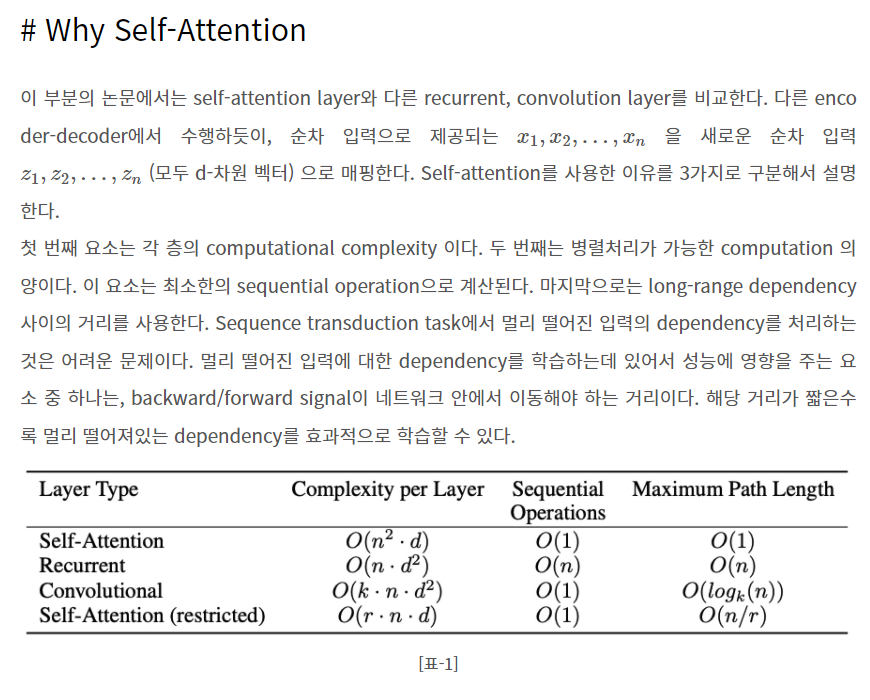 # Why Self-Attention
이 부분의 논문에서는 self-attention layer와 다른 recurrent, convolution layer를 비교한다. 다른 enco
der-decoder에서 수행하듯이, 순차 입력으로 제공되는 x₁, x₂, . . . , xₙ 을 새로운 순차 입력
z₁, z₂, . . . , zₙ (모두 d-차원 벡터) 으로 매핑한다. Self-attention를 사용한 이유를 3가지로 구분해서 설명
한다.
첫 번째 요소는 각 층의 computational complexity 이다. 두 번째는 병렬처리가 가능한 computation 의
양이다. 이 요소는 최소한의 sequential operation으로 계산된다. 마지막으로는 long-range dependency
사이의 거리를 사용한다. Sequence transduction task에서 멀리 떨어진 입력의 dependency를 처리하는
것은 어려운 문제이다. 멀리 떨어진 입력에 대한 dependency를 학습하는데 있어서 성능에 영향을 주는 요
소 중 하나는, backward/forward signal이 네트워크 안에서 이동해야 하는 거리이다. 해당 거리가 짧은수
록 멀리 떨어져있는 dependency를 효과적으로 학습할 수 있다.
Layer Type Complexity per Layer Sequential Operations Maximum Path Length
Self-Attention O(n² · d) O(1) O(1)
Recurrent O(n · d²) O(n) O(n)
Convolutional O(k · n · d²) O(1) O(logₖ(n))
Self-Attention (restricted) O(r · n · d) O(1) O(n/r)
[표-1]